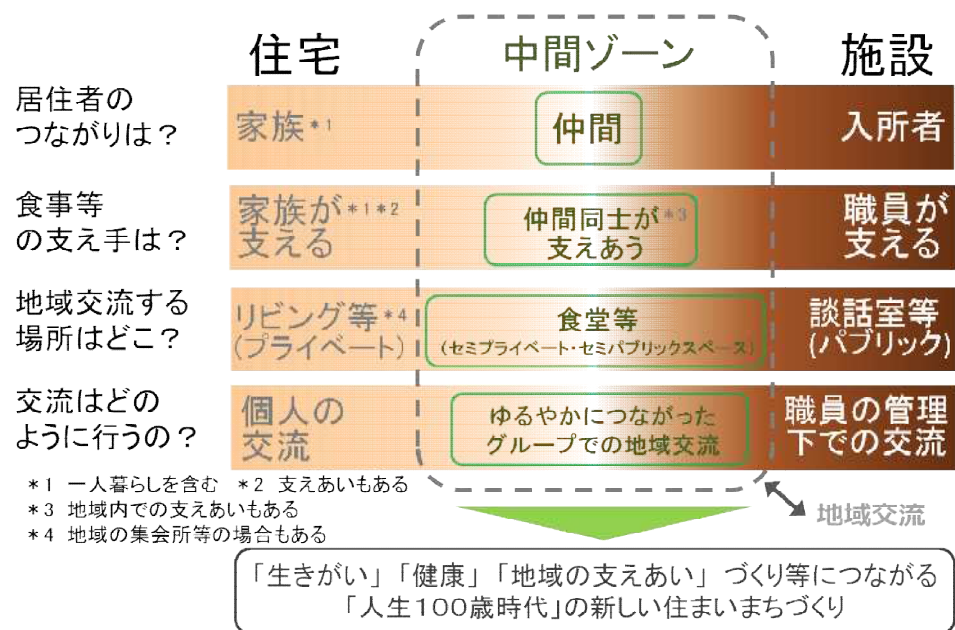 住宅 中間ゾーン 施設
居住者の
つながりは？
家族*1
仲間
入所者
食事等
の支え手は？
家族が*1*2
支える
仲間同士が*3
支えあう
職員が
支える
地域交流する
場所はどこ？
リビング等*4
(プライベート)
食堂等
(セミプライベート・セミパブリックスペース)
談話室等
(パブリック)
交流はどの
ように行うの？
個人の
交流
ゆるやかにつながった
グループでの地域交流
職員の管理
下での交流
*1 一人暮らしを含む *2 支えあいもある
*3 地域内での支えあいもある
*4 地域の集会所等の場合もある
地域交流
「生きがい」「健康」「地域の支えあい」づくり等につながる
「人生100歳時代」の新しい住まいまちづくり